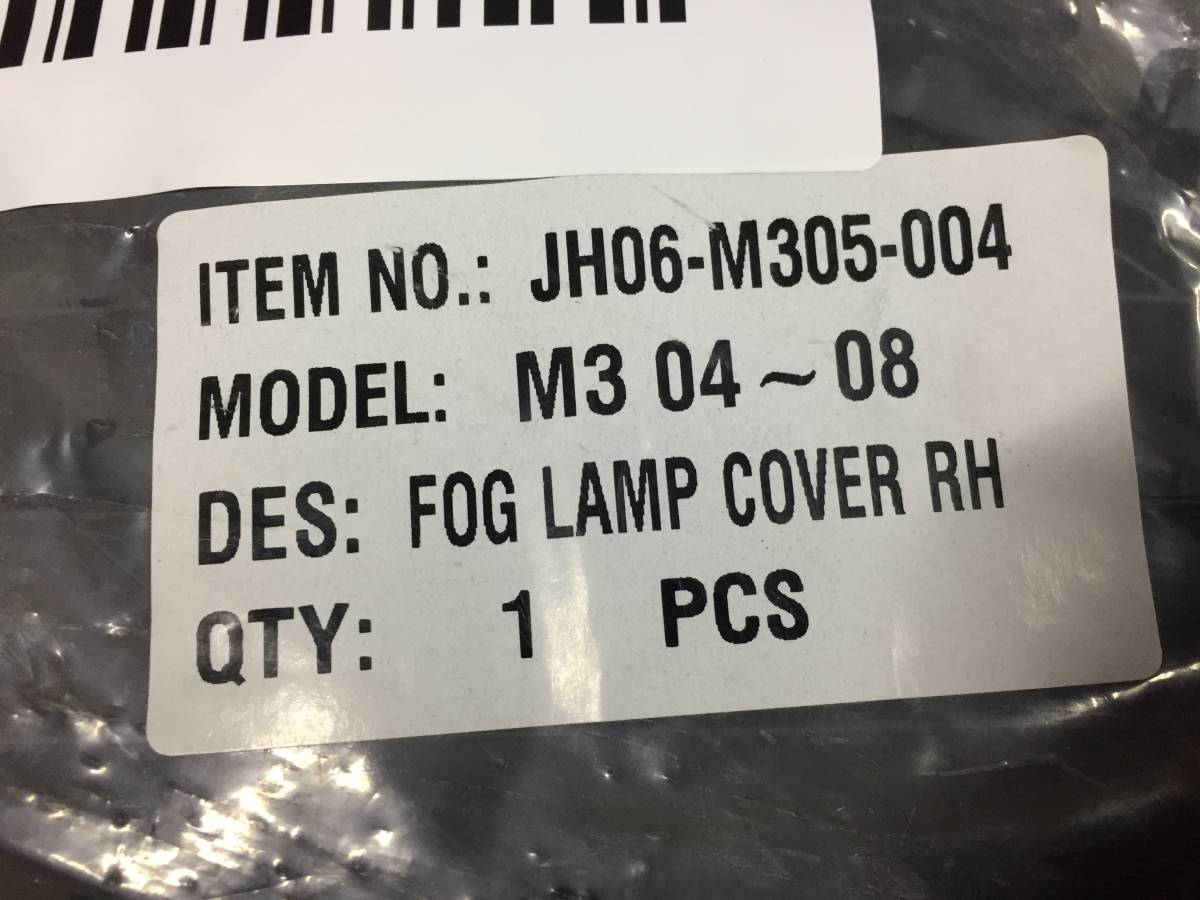 ITEM NO.: JH06-M305-004
MODEL: M3 04~08
DES: FOG LAMP COVER RH
QTY: 1 PCS